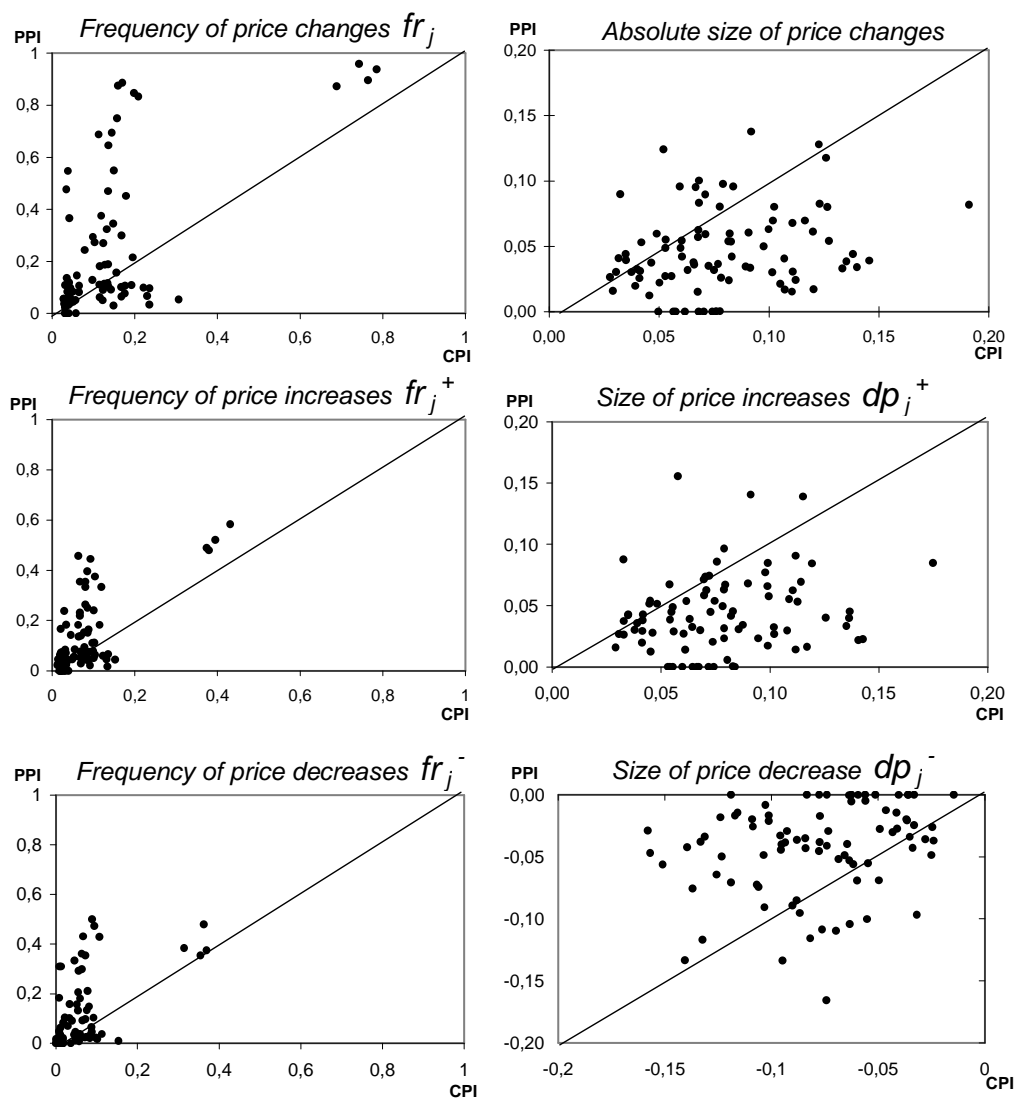 Frequency of price changes fr j
PPI
1
0,8
0,6
0,4
0,2
0
0 0,2 0,4 0,6 0,8 1
CPI
Absolute size of price changes
PPI
0,20
0,15
0,10
0,05
0,00
0,00 0,05 0,10 0,15 0,20
CPI
Frequency of price increases fr j +
PPI
1
0,8
0,6
0,4
0,2
0
0 0,2 0,4 0,6 0,8 1
CPI
Size of price increases dp j +
PPI
0,20
0,15
0,10
0,05
0,00
0,00 0,05 0,10 0,15 0,20
CPI
Frequency of price decreases fr j -
PPI
1
0,8
0,6
0,4
0,2
0
0 0,2 0,4 0,6 0,8 1
CPI
Size of price decrease dp j -
PPI
0,00
-0,05
-0,10
-0,15
-0,20
-0,2 -0,15 -0,1 -0,05 0
CPI